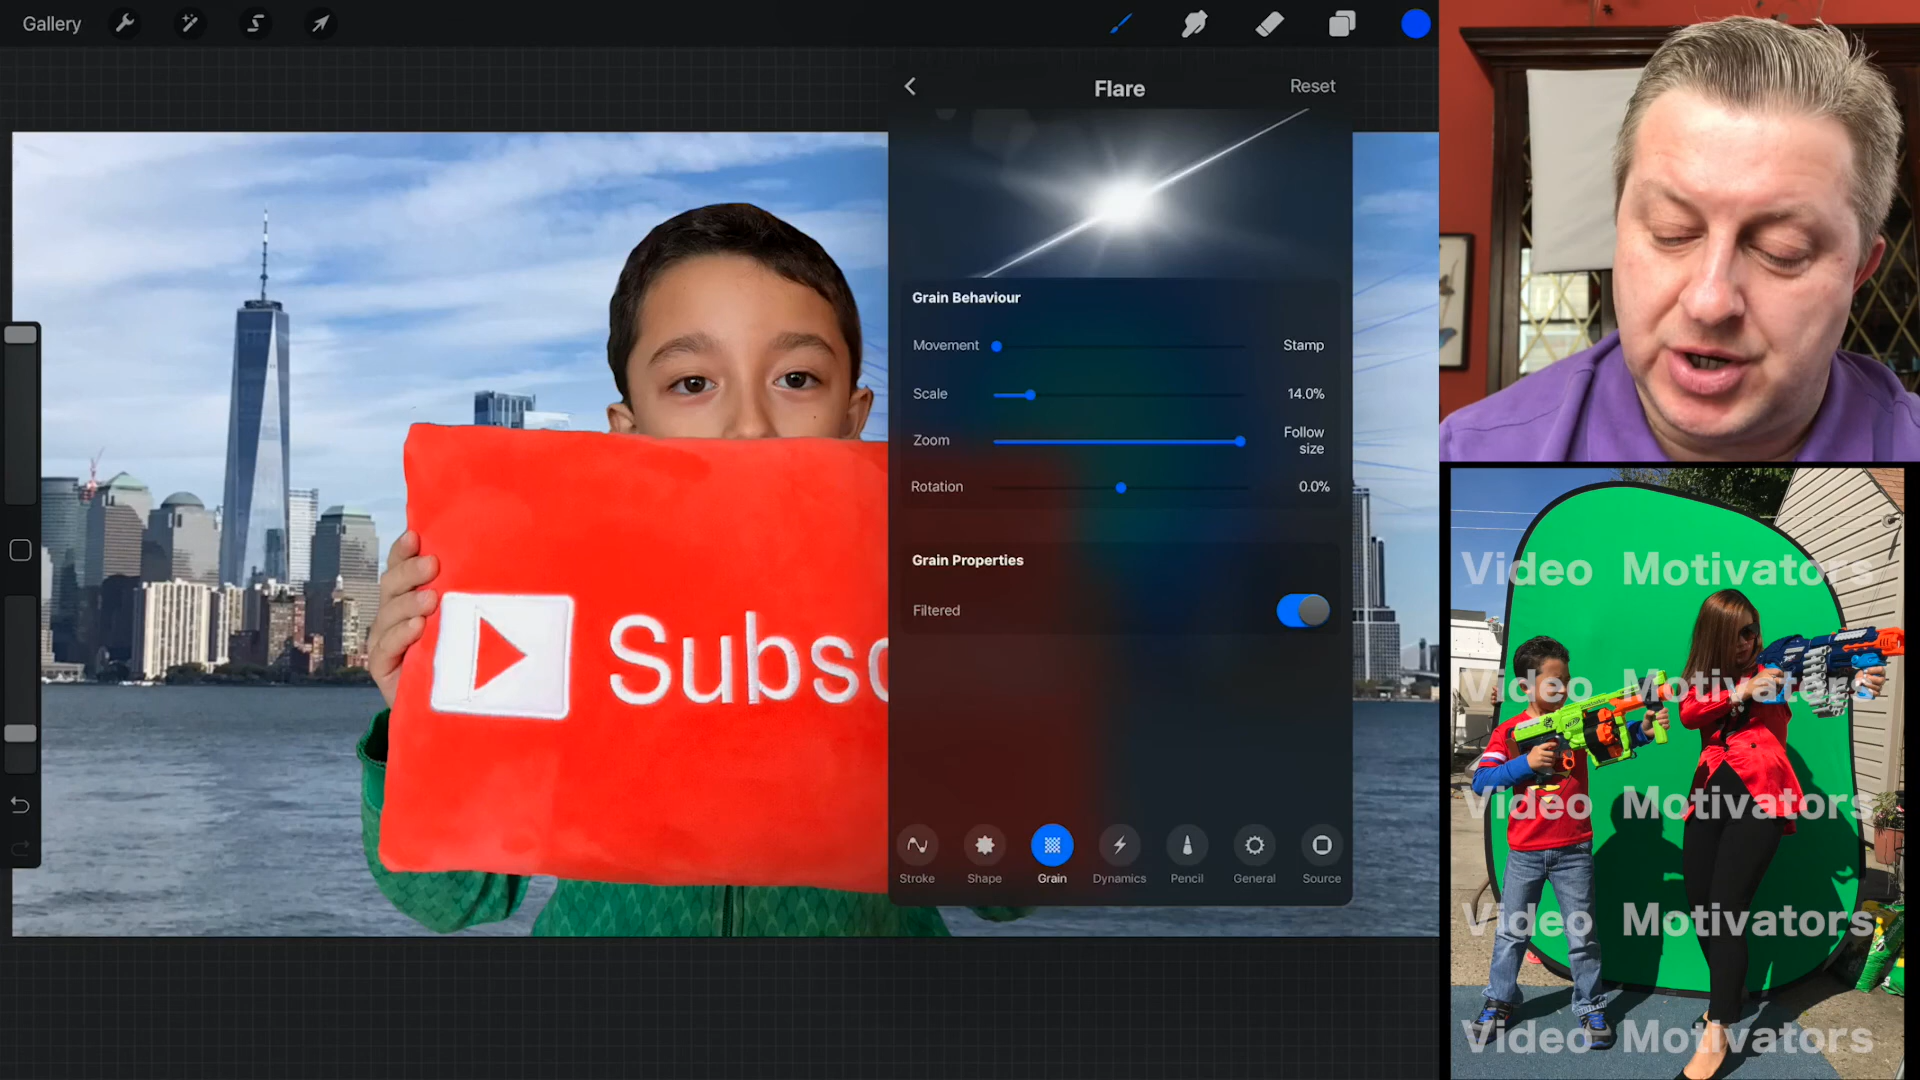 Gallery
Flare
Reset
Grain Behaviour
Movement
Stamp
Scale
14.0%
Zoom
Follow
size
Rotation
0.0%
Grain Properties
Filtered
Stroke
Shape
Grain
Dynamics
Pencil
General
Source
Subsc
Video Motivators
Video Motivators
Video Motivators
Video Motivators
Video Motivators